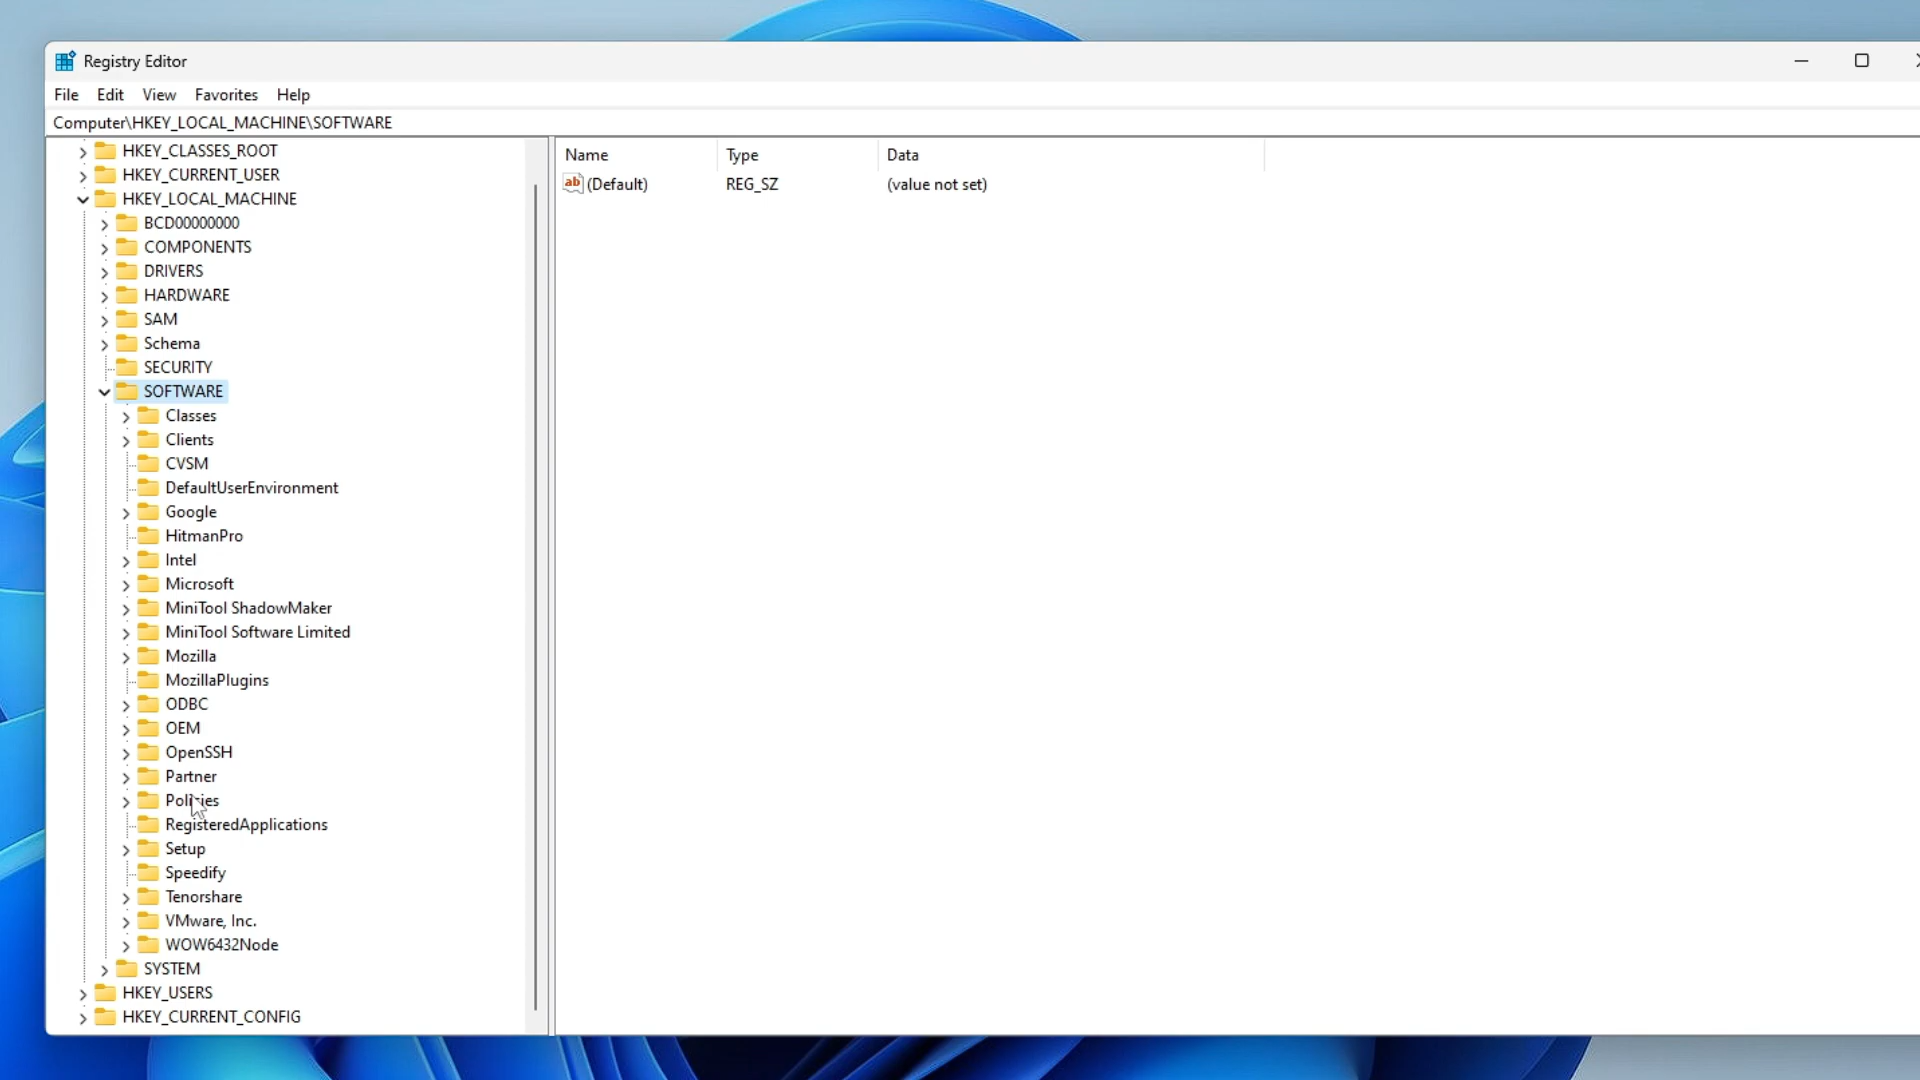 Registry Editor
File Edit View Favorites Help
Computer\HKEY_LOCAL_MACHINE\SOFTWARE
HKEY_CLASSES_ROOT
HKEY_CURRENT_USER
HKEY_LOCAL_MACHINE
BCD00000000
COMPONENTS
DRIVERS
HARDWARE
SAM
Schema
SECURITY
SOFTWARE
Classes
Clients
CVSM
DefaultUserEnvironment
Google
HitmanPro
Intel
Microsoft
MiniTool ShadowMaker
MiniTool Software Limited
Mozilla
MozillaPlugins
ODBC
OEM
OpenSSH
Partner
Policies
RegisteredApplications
Setup
Speedify
Tenorshare
VMware, Inc.
WOW6432Node
SYSTEM
HKEY_USERS
HKEY_CURRENT_CONFIG
Name Type Data
ab (Default) REG_SZ (value not set)